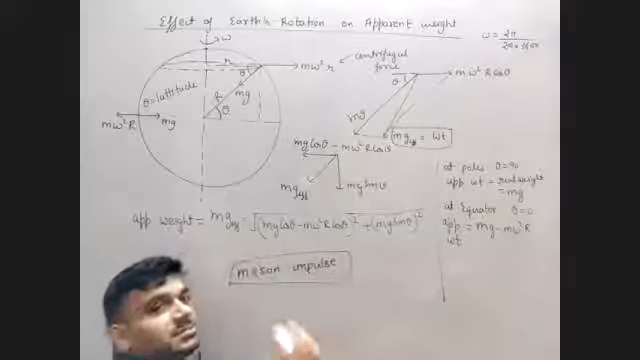 Effect of Earth's Rotation on Apparent weight
ω = 2π / 24×3600
ω
r
mω²r
centrifugal force
θ
mg
R
θ
θ = lattitude
mω²R
mg
θ
mω²Rcosθ
mg
mg_eff = wt
mgcosθ - mω²Rcosθ
mg_eff
mgsinθ
at poles θ=90
app wt = real weight
= mg
at Equator θ=0
app wt = mg - mω²R
app weight = mg_eff = √(mgcosθ - mω²Rcosθ)² + (mgsinθ)²
impulse